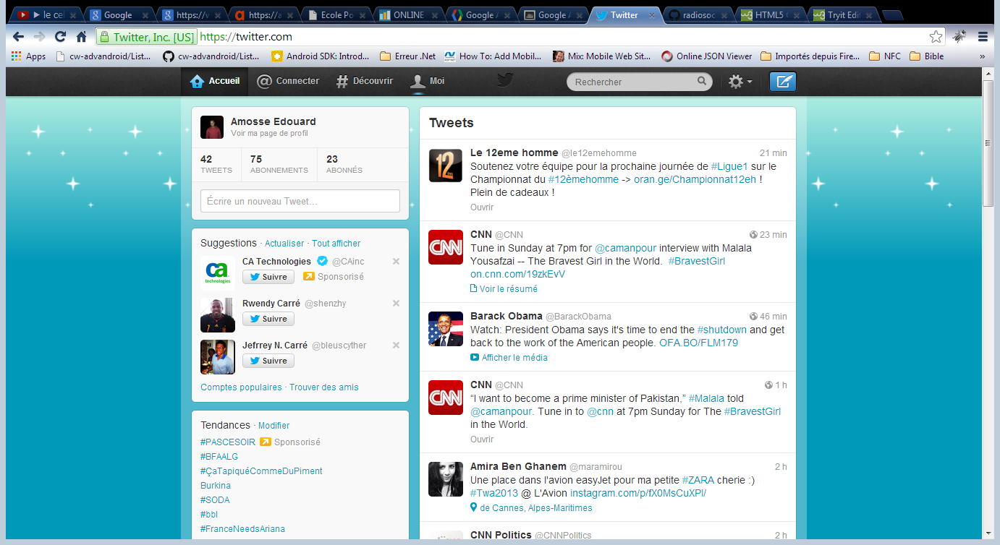 ▶ le cel
Google
https://v
https://a
Ecole Po
ONLINE
Google A
Google A
Twitter
radiosoc
HTML5 C
Tryit Edit
Twitter, Inc. [US] https://twitter.com
Apps
cw-advandroid/List...
cw-advandroid/List...
Android SDK: Introd...
Erreur .Net
How To: Add Mobil...
Mix: Mobile Web Sit...
Online JSON Viewer
Importés depuis Fire...
NFC
Bible
»
Accueil
@ Connecter
# Découvrir
Moi
Rechercher
Amosse Edouard
Voir ma page de profil
42 75 23
TWEETS ABONNEMENTS ABONNÉS
Écrire un nouveau Tweet...
Suggestions · Actualiser · Tout afficher
ca
technologies
CA Technologies @CAinc
Suivre Sponsorisé
Rwendy Carré @shenzhy
Suivre
Jefrrey N. Carré @bleuscyther
Suivre
Comptes populaires · Trouver des amis
Tendances · Modifier
#PASCESOIR Sponsorisé
#BFAALG
#ÇaTapiquéCommeDuPiment
Burkina
#SODA
#bbl
#FranceNeedsAriana
Tweets
12
Le 12eme homme @le12emehomme 21 min
Soutenez votre équipe pour la prochaine journée de #Ligue1 sur le
Championnat du #12èmehomme -> oran.ge/Championnat12eh !
Plein de cadeaux !
Ouvrir
CNN
CNN @CNN 23 min
Tune in Sunday at 7pm for @camanpour interview with Malala
Yousafzai -- The Bravest Girl in the World. #BravestGirl
on.cnn.com/19zkEvV
Voir le résumé
Barack Obama @BarackObama 46 min
Watch: President Obama says it's time to end the #shutdown and get
back to the work of the American people. OFA.BO/FLM179
Afficher le média
CNN
CNN @CNN 1 h
“I want to become a prime minister of Pakistan,” #Malala told
@camanpour. Tune in to @cnn at 7pm Sunday for The #BravestGirl
in the World.
Ouvrir
Amira Ben Ghanem @maramirou 2 h
Une place dans l'avion easyJet pour ma petite #ZARA cherie :)
#Twa2013 @ L'Avion instagram.com/p/fX0MsCuXPl/
de Cannes, Alpes-Maritimes
CNN Politics @CNNPolitics 2 h